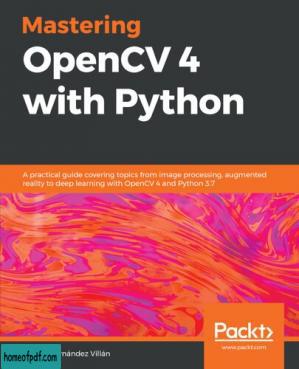 Mastering
OpenCV 4
with Python
A practical guide covering topics from image processing, augmented
reality to deep learning with OpenCV 4 and Python 3.7
Packt>
www.packt.com
rnández Villán
homeofpdf.com